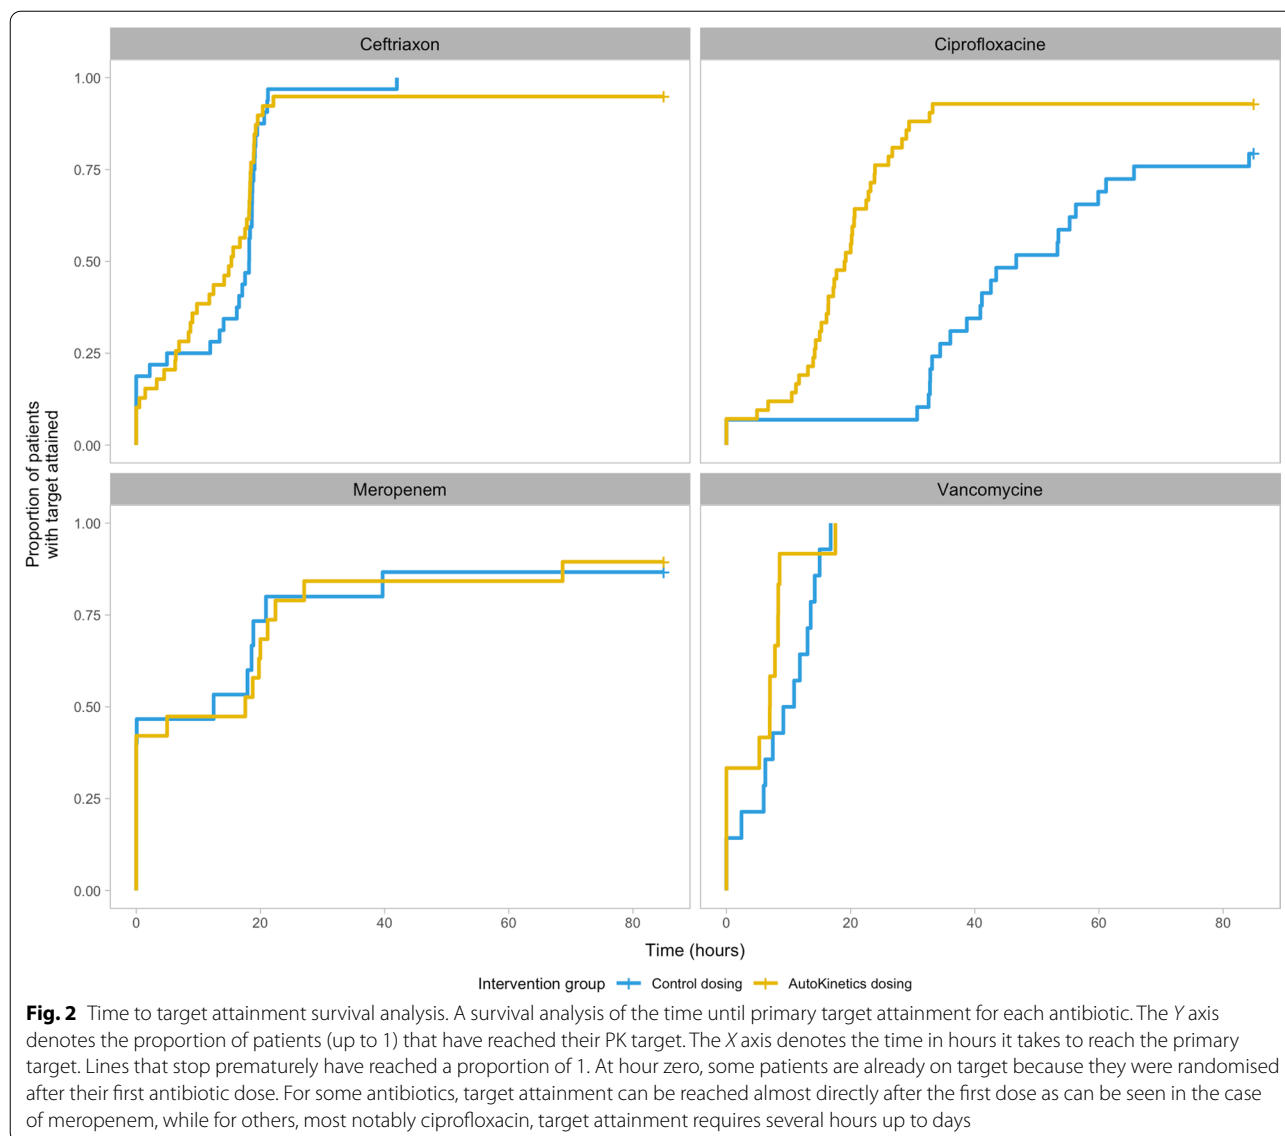 Ceftriaxon
Ciprofloxacine
1.00
0.75
0.50
0.25
0.00
Meropenem
Vancomycine
1.00
0.75
0.50
0.25
0.00
Proportion of patients
with target attained
0 20 40 60 80
0 20 40 60 80
Time (hours)
Intervention group Control dosing AutoKinetics dosing
Fig. 2 Time to target attainment survival analysis. A survival analysis of the time until primary target attainment for each antibiotic. The Y axis
denotes the proportion of patients (up to 1) that have reached their PK target. The X axis denotes the time in hours it takes to reach the primary
target. Lines that stop prematurely have reached a proportion of 1. At hour zero, some patients are already on target because they were randomised
after their first antibiotic dose. For some antibiotics, target attainment can be reached almost directly after the first dose as can be seen in the case
of meropenem, while for others, most notably ciprofloxacin, target attainment requires several hours up to days